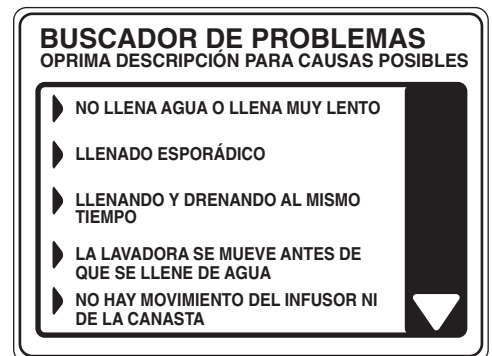 BUSCADOR DE PROBLEMAS
OPRIMA DESCRIPCIÓN PARA CAUSAS POSIBLES
NO LLENA AGUA O LLENA MUY LENTO
LLENADO ESPORÁDICO
LLENANDO Y DRENANDO AL MISMO
TIEMPO
LA LAVADORA SE MUEVE ANTES DE
QUE SE LLENE DE AGUA
NO HAY MOVIMIENTO DEL INFUSOR NI
DE LA CANASTA